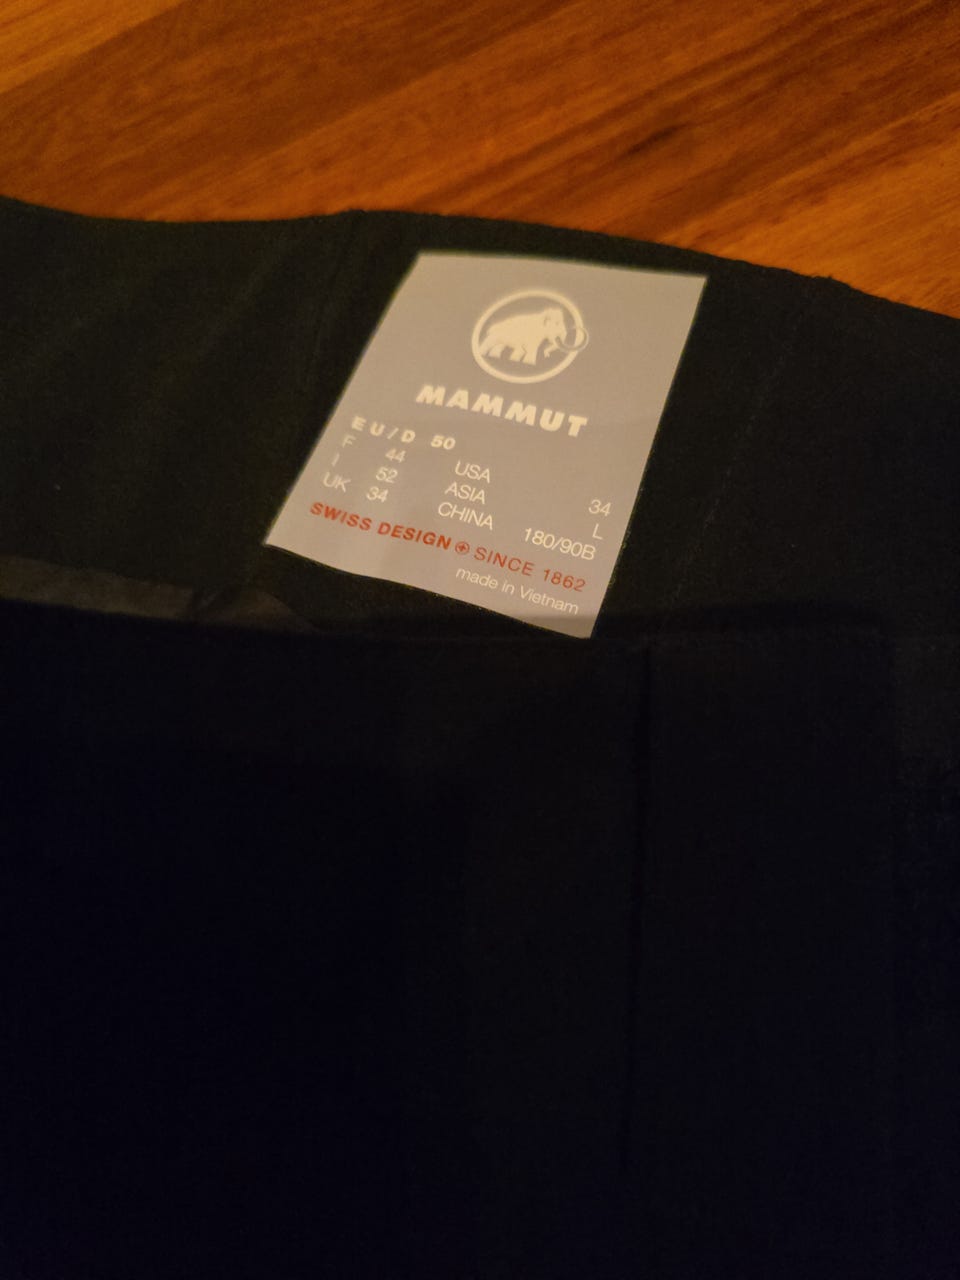 MAMMUT
EU/D 50
F 44 USA 34
I 52 ASIA L
UK 34 CHINA 180/90B
SWISS DESIGN SINCE 1862
made in Vietnam